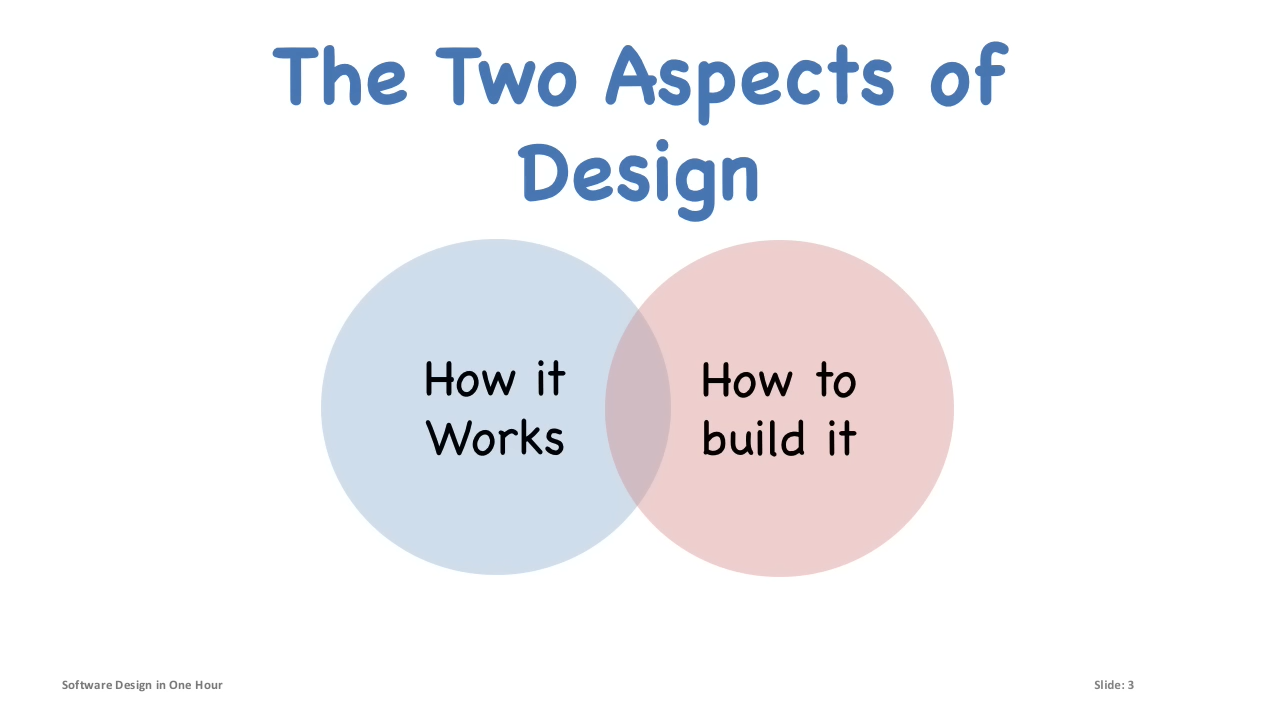 The Two Aspects of
Design
How it
Works
How to
build it
Software Design in One Hour
Slide: 3